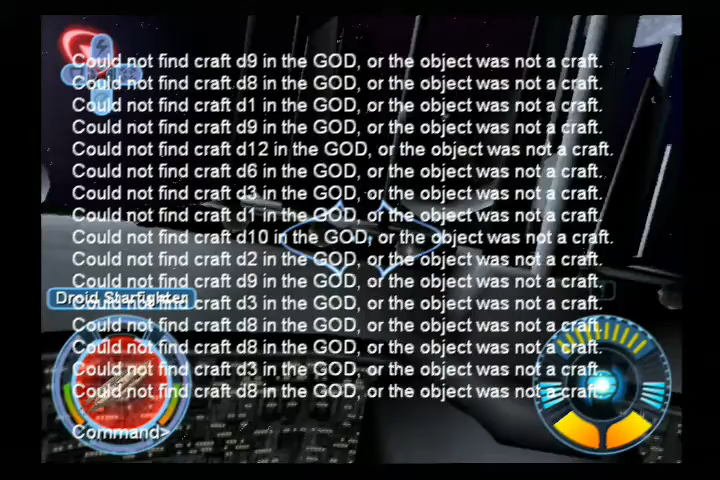 Could not find craft d9 in the GOD, or the object was not a craft.
Could not find craft d8 in the GOD, or the object was not a craft.
Could not find craft d1 in the GOD, or the object was not a craft.
Could not find craft d9 in the GOD, or the object was not a craft.
Could not find craft d12 in the GOD, or the object was not a craft.
Could not find craft d6 in the GOD, or the object was not a craft.
Could not find craft d3 in the GOD, or the object was not a craft.
Could not find craft d1 in the GOD, or the object was not a craft.
Could not find craft d10 in the GOD, or the object was not a craft.
Could not find craft d2 in the GOD, or the object was not a craft.
Could not find craft d9 in the GOD, or the object was not a craft.
Droid Starfighter
Could not find craft d3 in the GOD, or the object was not a craft.
Could not find craft d8 in the GOD, or the object was not a craft.
Could not find craft d8 in the GOD, or the object was not a craft.
Could not find craft d3 in the GOD, or the object was not a craft.
Could not find craft d8 in the GOD, or the object was not a craft.
Command>